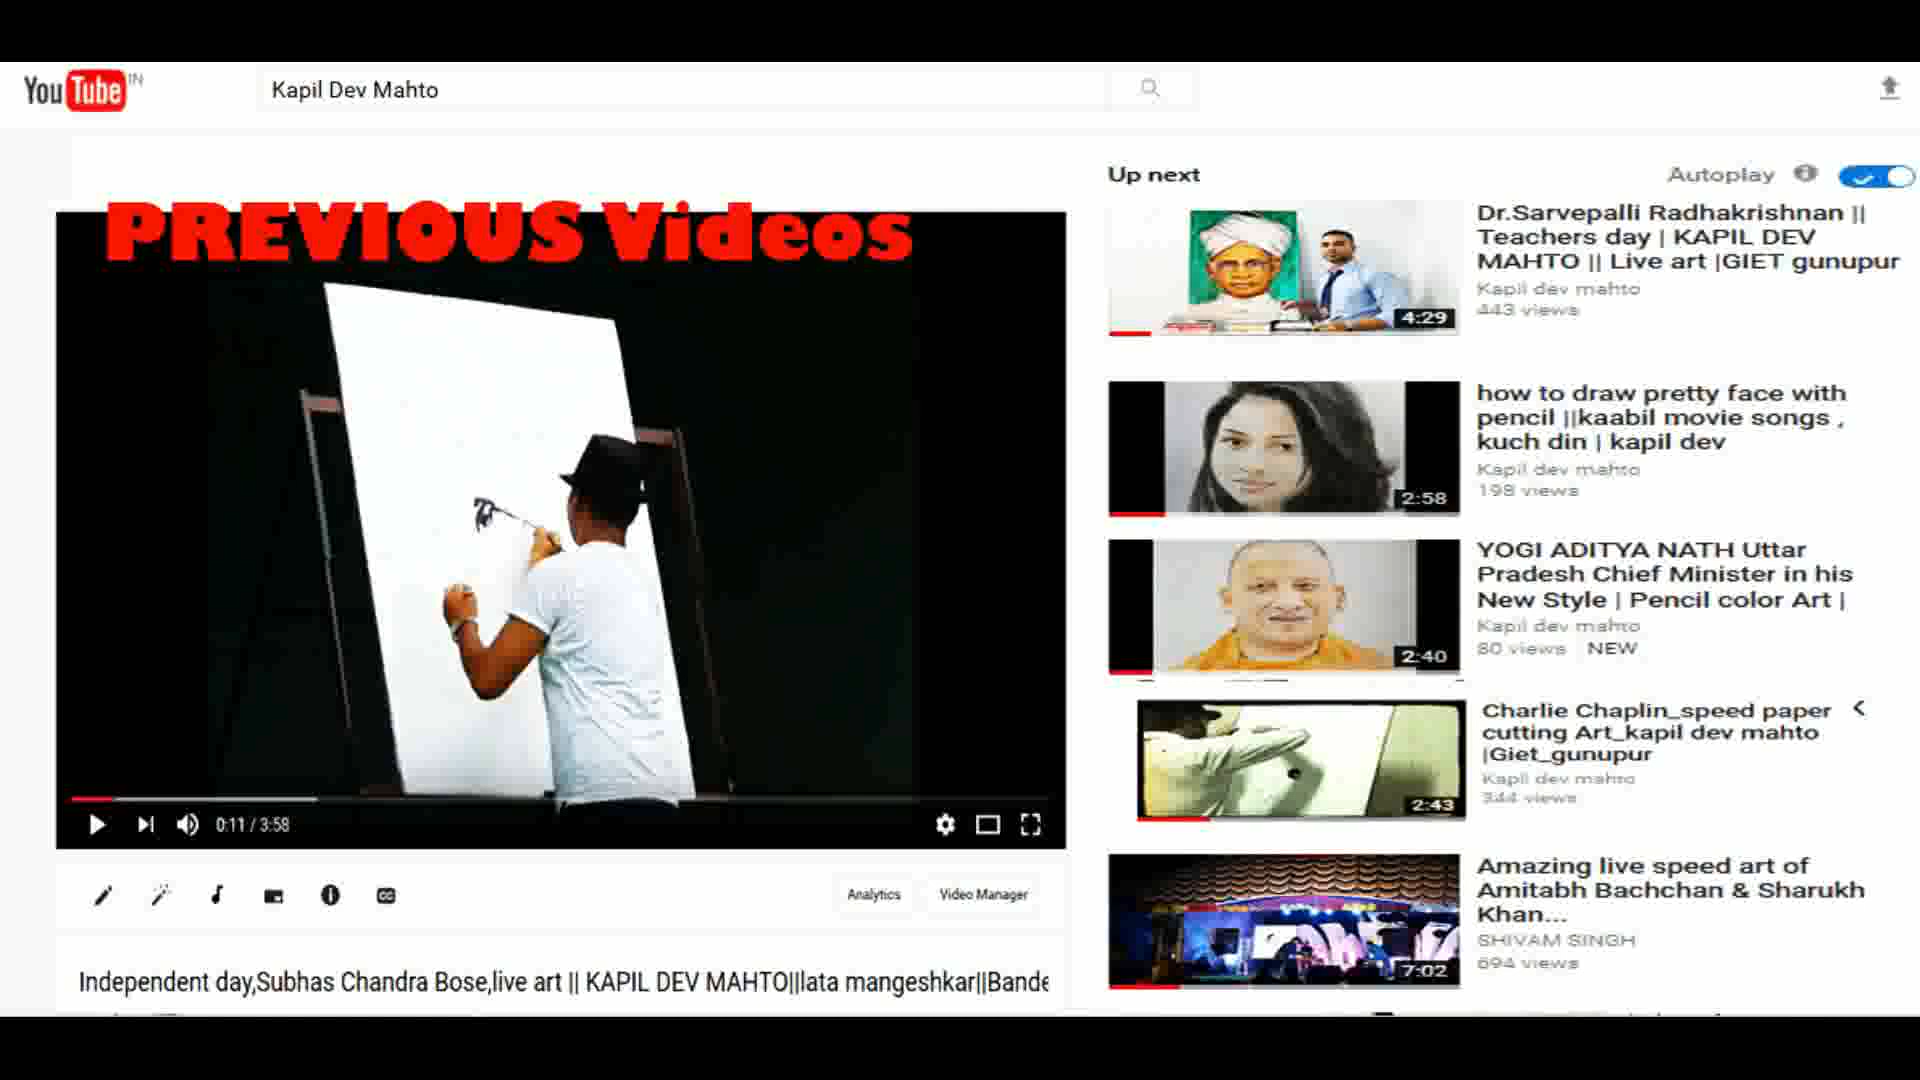 YouTube IN
Kapil Dev Mahto
Up next
Autoplay
PREVIOUS Videos
0:11 / 3:58
Analytics
Video Manager
Independent day,Subhas Chandra Bose,live art || KAPIL DEV MAHTO||lata mangeshkar||Bande
Dr.Sarvepalli Radhakrishnan ||
Teachers day | KAPIL DEV
MAHTO || Live art |GIET gunupur
Kapil dev mahto
443 views
4:29
how to draw pretty face with
pencil ||kaabil movie songs ,
kuch din | kapil dev
Kapil dev mahto
198 views
2:58
YOGI ADITYA NATH Uttar
Pradesh Chief Minister in his
New Style | Pencil color Art |
Kapil dev mahto
80 views NEW
2:40
Charlie Chaplin_speed paper
cutting Art_kapil dev mahto
|Giet_gunupur
Kapil dev mahto
344 views
2:43
Amazing live speed art of
Amitabh Bachchan & Sharukh
Khan...
SHIVAM SINGH
694 views
7:02